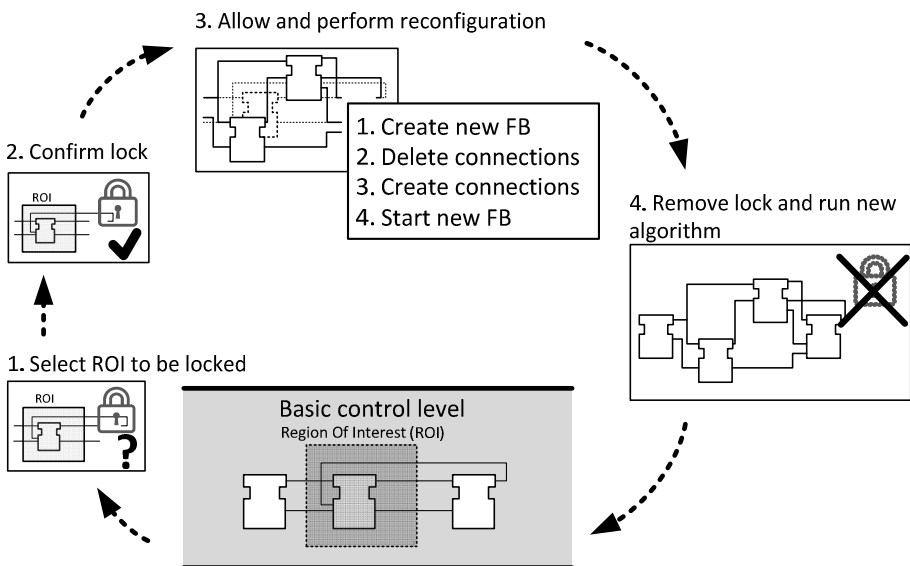 3. Allow and perform reconfiguration
1. Create new FB
2. Delete connections
3. Create connections
4. Start new FB
2. Confirm lock
ROI
4. Remove lock and run new
algorithm
1. Select ROI to be locked
ROI
?
Basic control level
Region Of Interest (ROI)